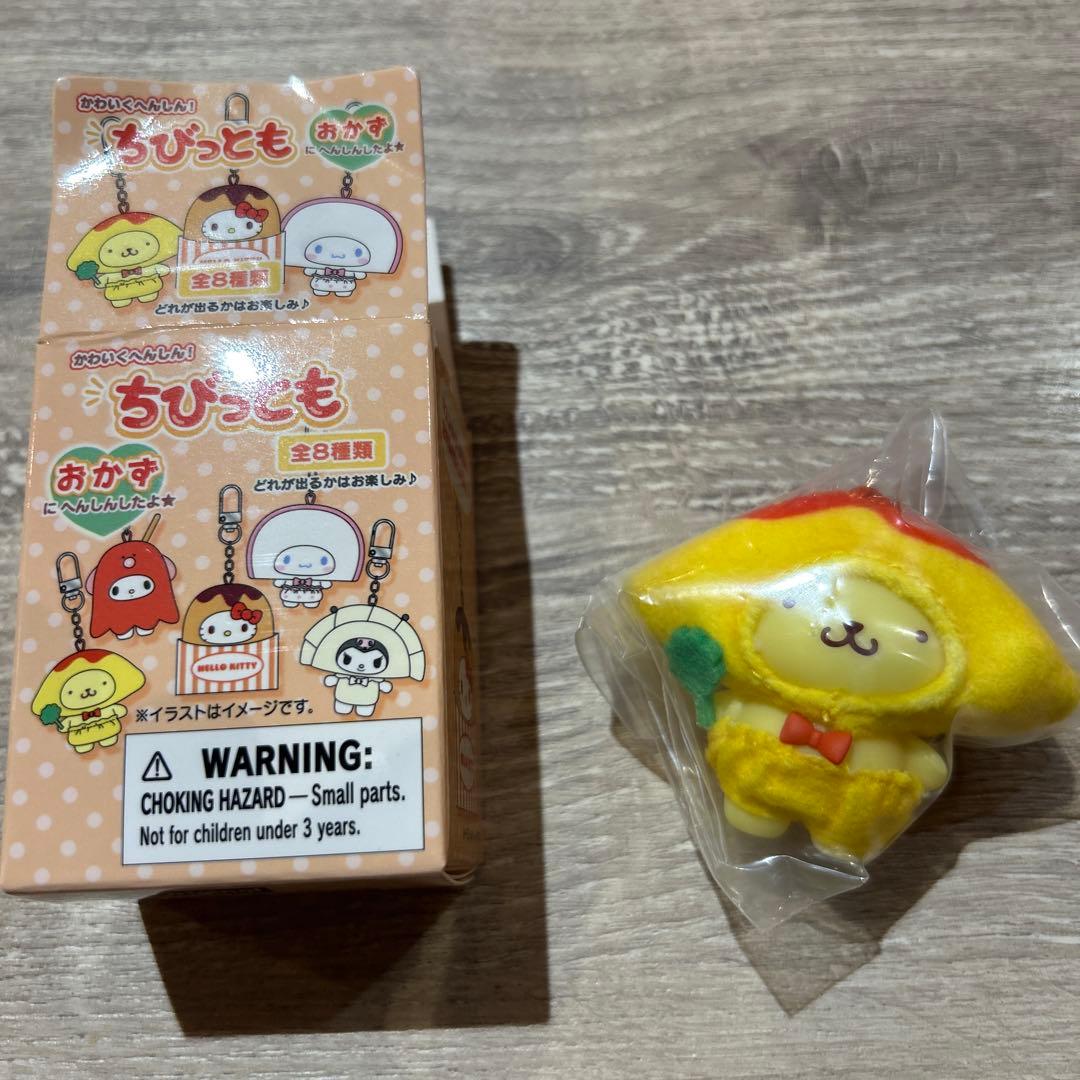 かわいくへんしん!
ちびっとも
おかず
に へんしんしたよ★
HELLO KITTY
全8種類
どれが出るかはお楽しみ♪
かわいくへんしん!
ちびっとも
全8種類
どれが出るかはお楽しみ♪
おかず
に へんしんしたよ★
HELLO KITTY
※イラストはイメージです。
WARNING:
CHOKING HAZARD — Small parts.
Not for children under 3 years.